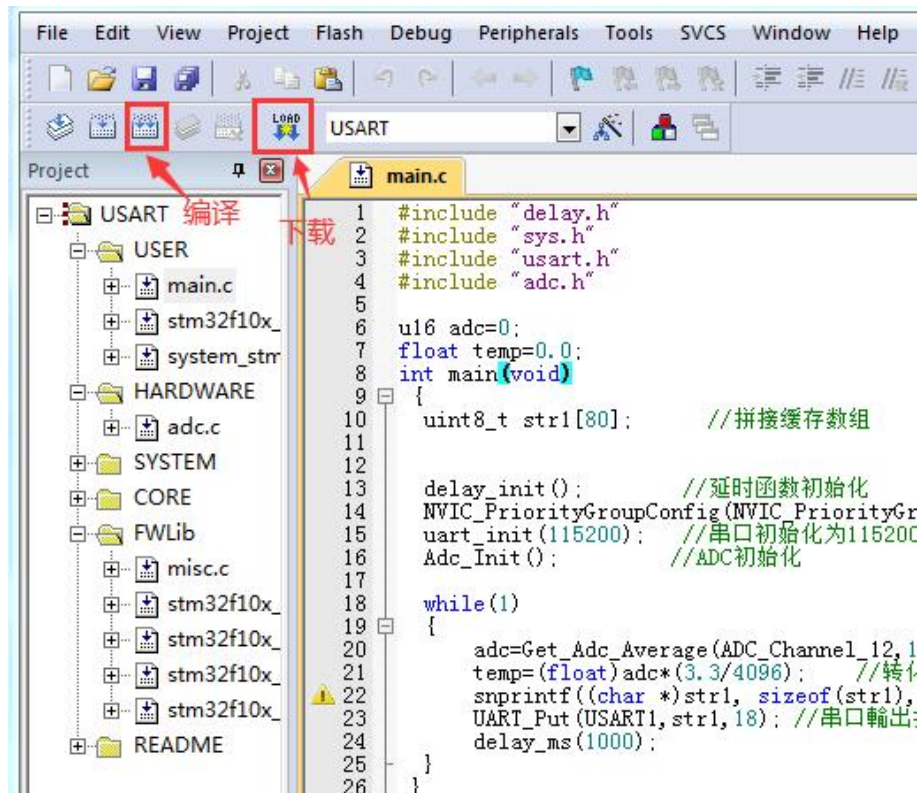 File Edit View Project Flash Debug Peripherals Tools SVCS Window Help
LOAD USART
Project
main.c
编译
下载
USART
USER
main.c
stm32f10x_
system_stm
HARDWARE
adc.c
SYSTEM
CORE
FWLib
misc.c
stm32f10x_
stm32f10x_
stm32f10x_
stm32f10x_
README
1 #include "delay.h"
2 #include "sys.h"
3 #include "usart.h"
4 #include "adc.h"
5
6 u16 adc=0;
7 float temp=0.0;
8 int main(void)
9 {
10 uint8_t str1[80]; //拼接缓存数组
11
12
13 delay_init(); //延时函数初始化
14 NVIC_PriorityGroupConfig(NVIC_PriorityGr
15 uart_init(115200); //串口初始化为115200
16 Adc_Init(); //ADC初始化
17
18 while(1)
19 {
20 adc=Get_Adc_Average(ADC_Channel_12,1
21 temp=(float)adc*(3.3/4096); //转化
22 snprintf((char *)str1, sizeof(str1),
23 UART_Put(USART1,str1,18); //串口輸出
24 delay_ms(1000);
25 }
26 }